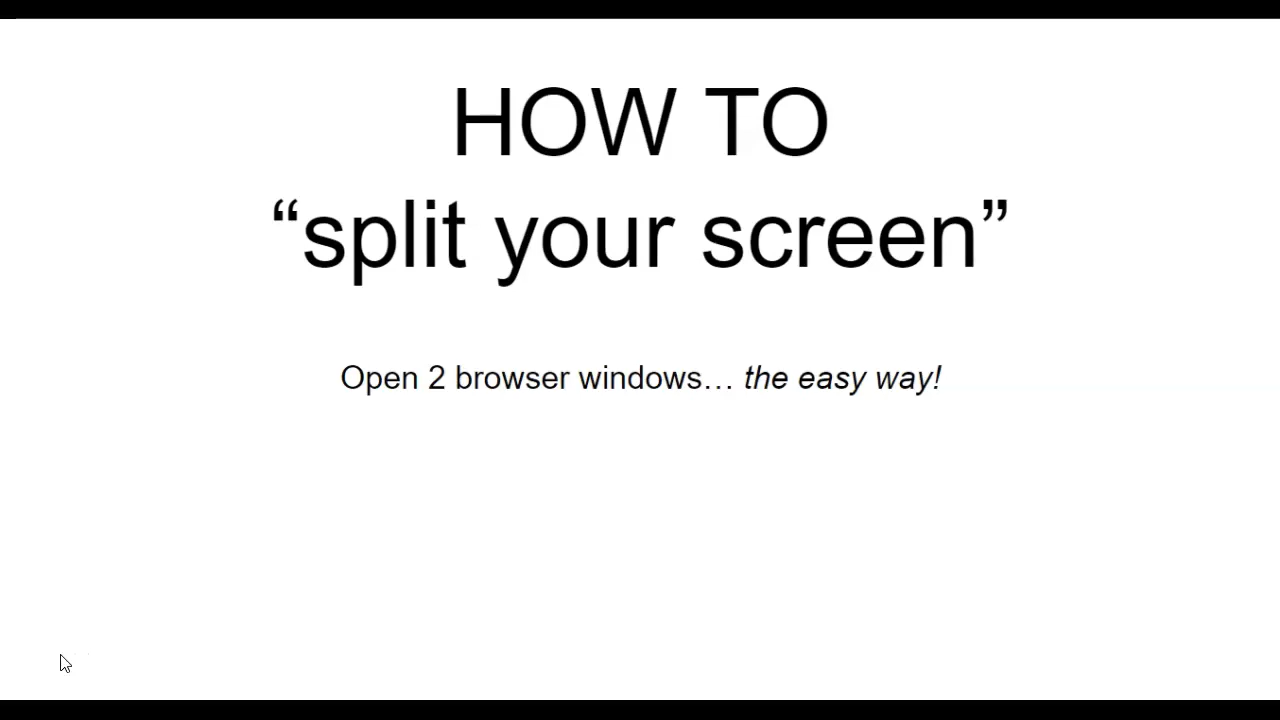 HOW TO
“split your screen”
Open 2 browser windows… the easy way!